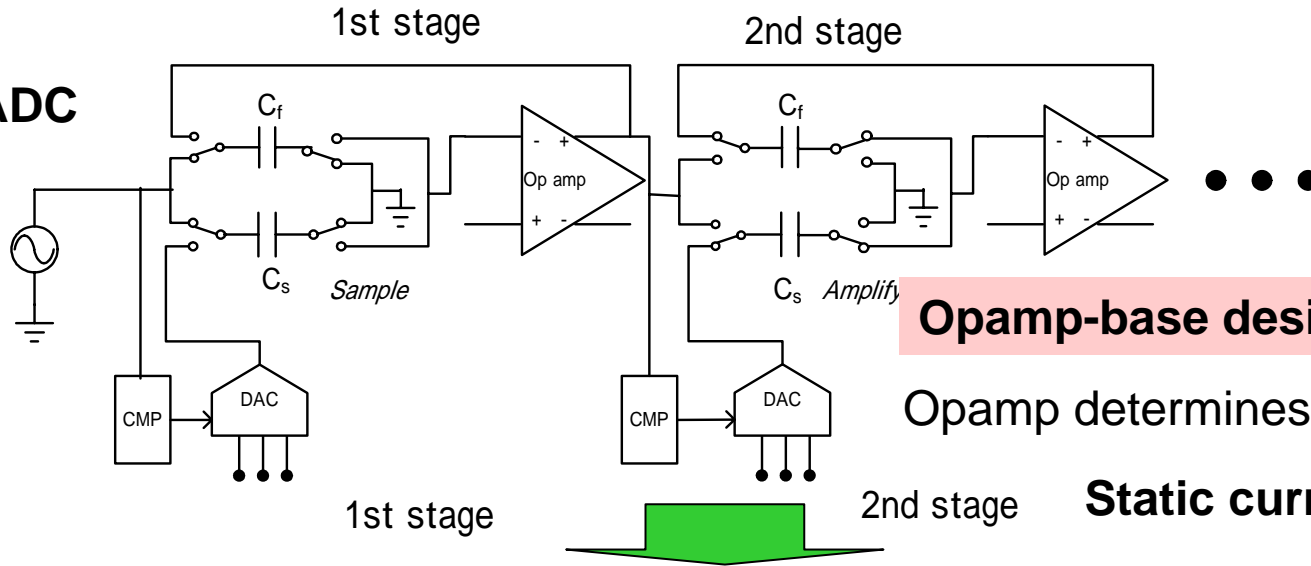 1st stage
2nd stage
ADC
Cf
Cf
- +
Op amp
+ -
- +
Op amp
+ -
Cs
Sample
Cs
Amplify
Opamp-base desi
CMP
DAC
CMP
DAC
Opamp determines
1st stage
2nd stage
Static curr